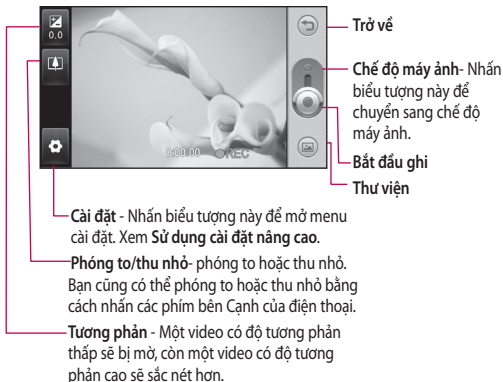 0.0
Trở về
Chế độ máy ảnh- Nhấn
biểu tượng này để
chuyển sang chế độ
máy ảnh.
0:00:00 REC
Bắt đầu ghi
Thư viện
Cài đặt - Nhấn biểu tượng này để mở menu
cài đặt. Xem Sử dụng cài đặt nâng cao.
Phóng to/thu nhỏ- phóng to hoặc thu nhỏ.
Bạn cũng có thể phóng to hoặc thu nhỏ bằng
cách nhấn các phím bên Cạnh của điện thoại.
Tương phản - Một video có độ tương phản
thấp sẽ bị mờ, còn một video có độ tương
phản cao sẽ sắc nét hơn.